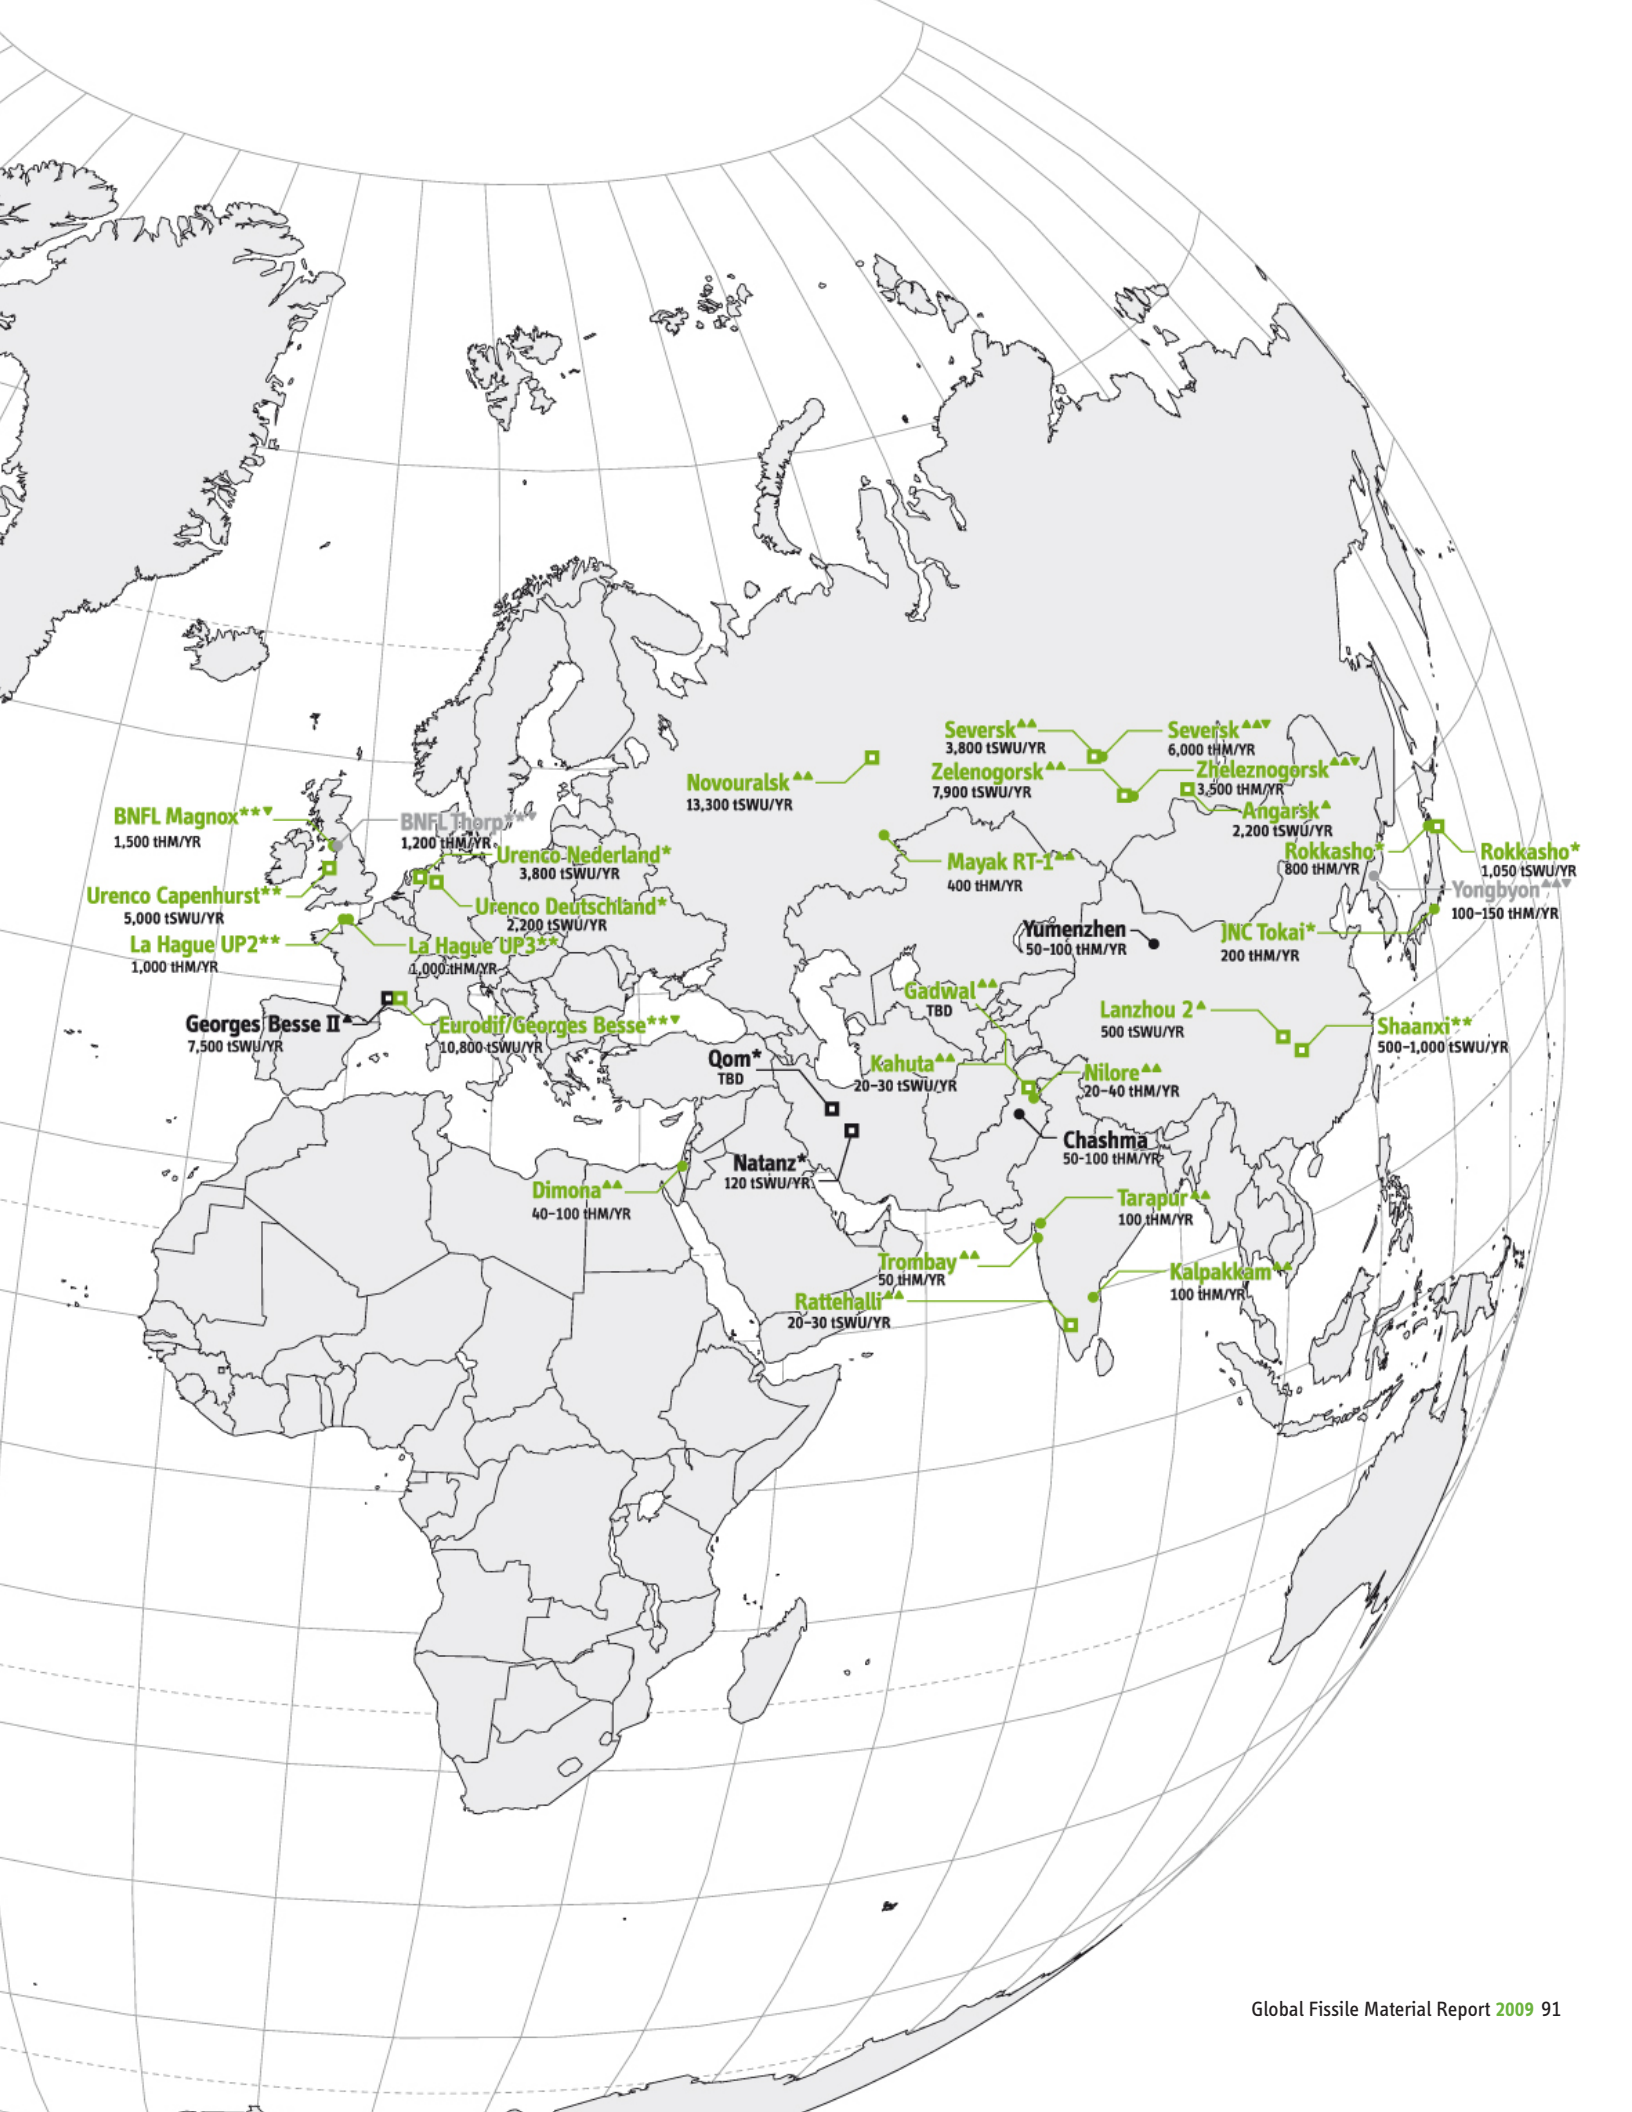 Seversk▲▲
3,800 tSWU/YR
Seversk▲▲▼
6,000 tHM/YR
Zelenogorsk▲▲
7,900 tSWU/YR
Zheleznogorsk▲▲▼
3,500 tHM/YR
Novouralsk▲▲
13,300 tSWU/YR
Angarsk▲
2,200 tSWU/YR
BNFL Magnox**▼
1,500 tHM/YR
BNFL Thorp**▼
1,200 tHM/YR
Urenco Nederland*
3,800 tSWU/YR
Mayak RT-1▲▲
400 tHM/YR
Rokkasho*
800 tHM/YR
Rokkasho*
1,050 tSWU/YR
Yongbyon▲▲▼
100–150 tHM/YR
Urenco Capenhurst**
5,000 tSWU/YR
Urenco Deutschland*
2,200 tSWU/YR
Yumenzhen
50–100 tHM/YR
JNC Tokai*
200 tHM/YR
La Hague UP2**
1,000 tHM/YR
La Hague UP3**
1,000 tHM/YR
Gadwal▲▲
TBD
Lanzhou 2▲
500 tSWU/YR
Shaanxi**
500–1,000 tSWU/YR
Georges Besse II▲
7,500 tSWU/YR
Eurodif/Georges Besse**▼
10,800 tSWU/YR
Qom*
TBD
Kahuta▲▲
20–30 tSWU/YR
Nilore▲▲
20–40 tHM/YR
Chashma
50-100 tHM/YR
Natanz*
120 tSWU/YR
Dimona▲▲
40–100 tHM/YR
Tarapur▲▲
100 tHM/YR
Trombay▲▲
50 tHM/YR
Kalpakkam▲▲
100 tHM/YR
Rattehalli▲▲
20–30 tSWU/YR
Global Fissile Material Report 2009 91